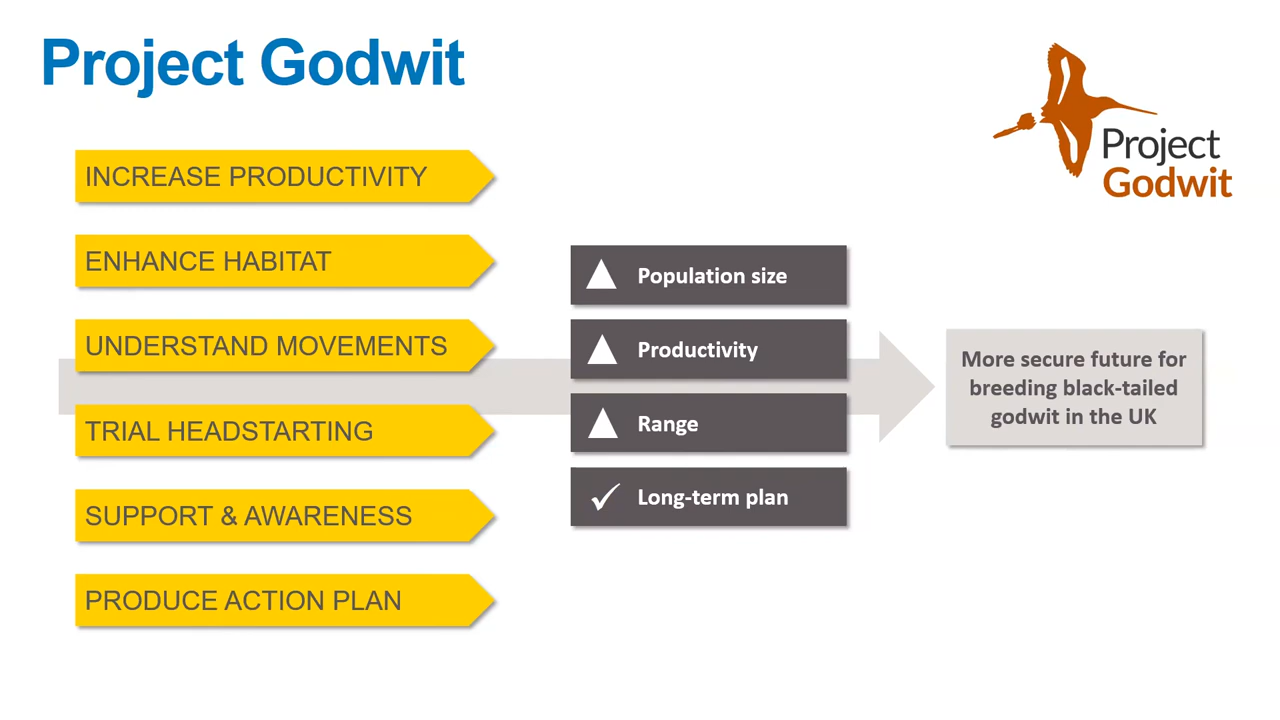 Project Godwit
Project
Godwit
INCREASE PRODUCTIVITY
ENHANCE HABITAT
UNDERSTAND MOVEMENTS
TRIAL HEADSTARTING
SUPPORT & AWARENESS
PRODUCE ACTION PLAN
Population size
Productivity
Range
Long-term plan
More secure future for
breeding black-tailed
godwit in the UK